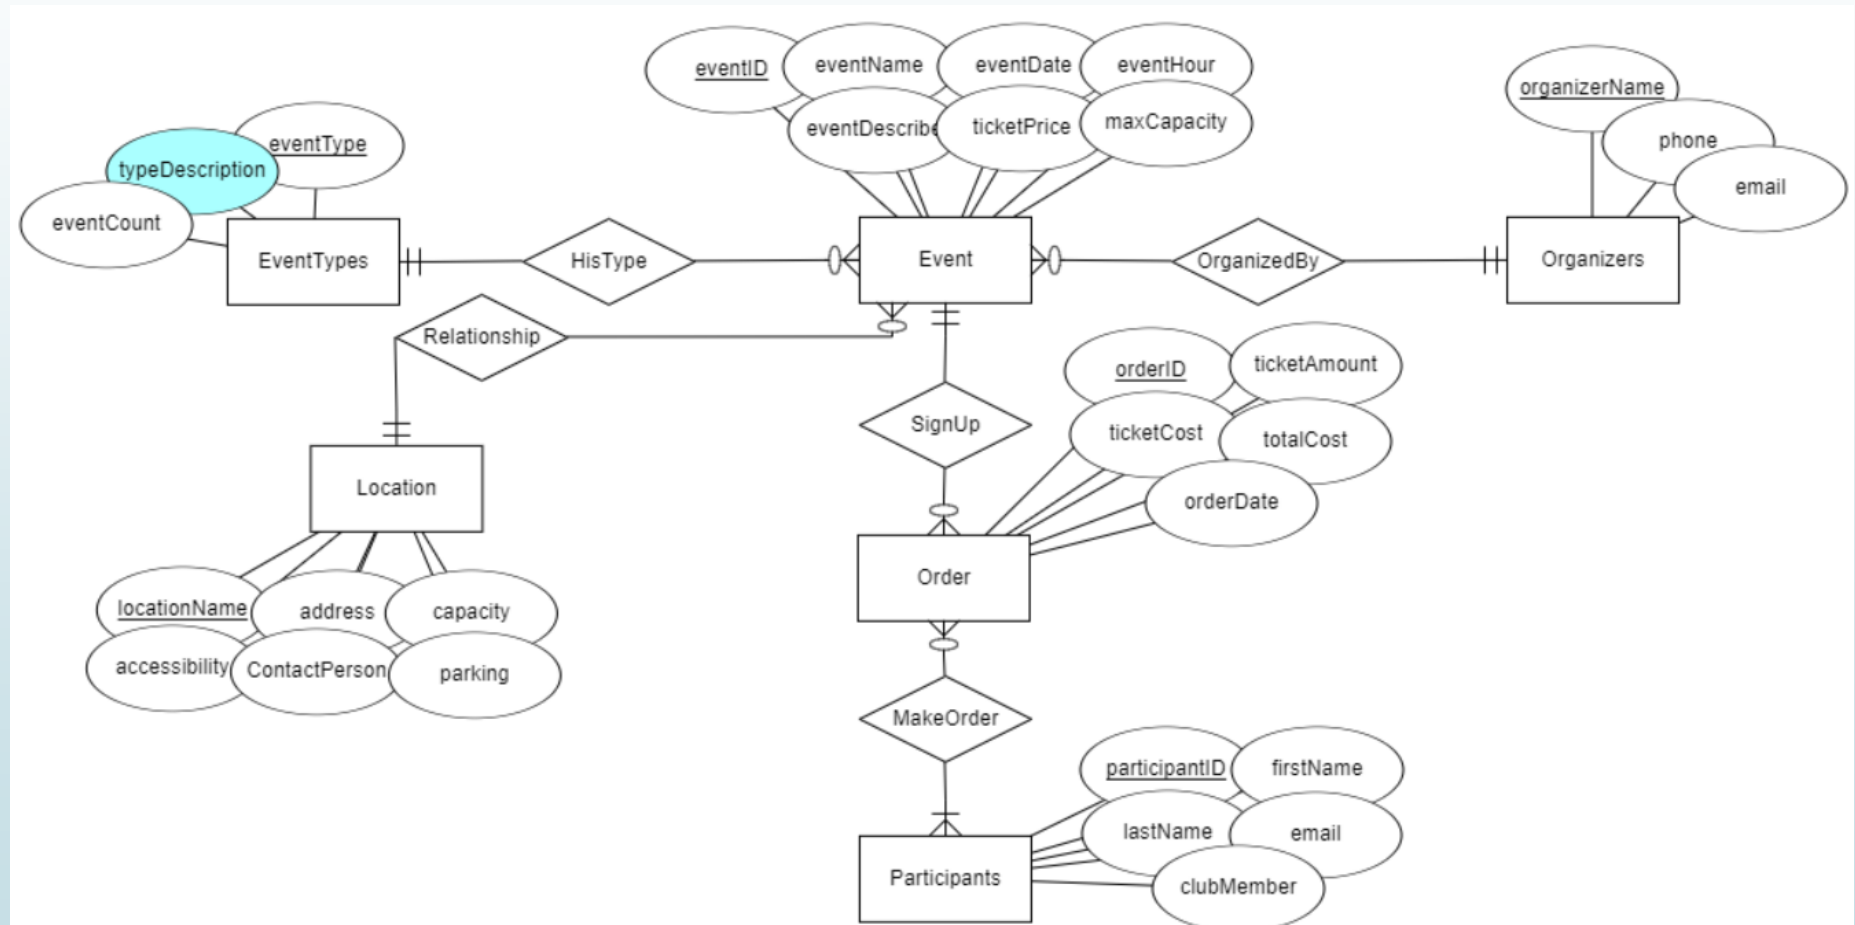 eventID
eventName
eventDate
eventHour
eventDescribe
ticketPrice
maxCapacity
organizerName
phone
email
eventType
typeDescription
eventCount
EventTypes
HisType
Event
OrganizedBy
Organizers
Relationship
Location
locationName
address
capacity
accessibility
ContactPerson
parking
SignUp
orderID
ticketAmount
ticketCost
totalCost
orderDate
Order
MakeOrder
participantID
firstName
lastName
email
clubMember
Participants